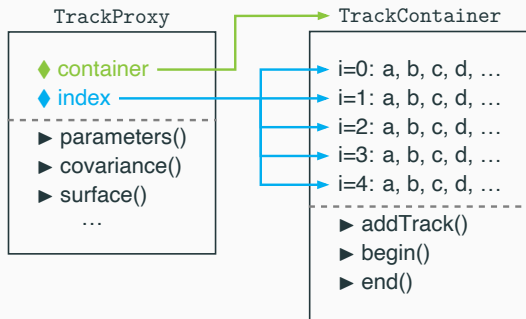 TrackProxy
♦ container
♦ index
► parameters()
► covariance()
► surface()
…
TrackContainer
i=0: a, b, c, d, …
i=1: a, b, c, d, …
i=2: a, b, c, d, …
i=3: a, b, c, d, …
i=4: a, b, c, d, …
► addTrack()
► begin()
► end()